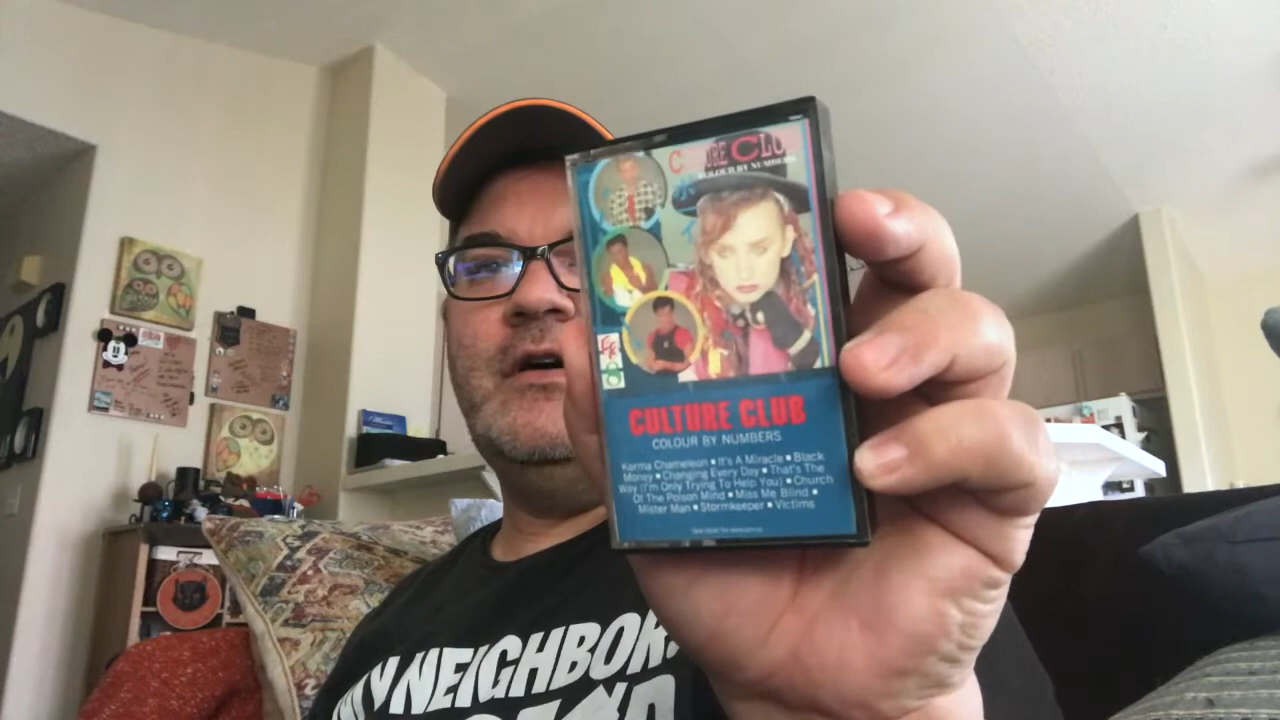 CULTURE CLUB
COLOUR BY NUMBERS
CULTURE CLUB
COLOUR BY NUMBERS
Karma Chameleon ▪ It's A Miracle ▪ Black
Money ▪ Changing Every Day ▪ That's The
Way (I'm Only Trying To Help You) ▪ Church
Of The Poison Mind ▪ Miss Me Blind ▪
Mister Man ▪ Stormkeeper ▪ Victims
MY NEIGHBOR